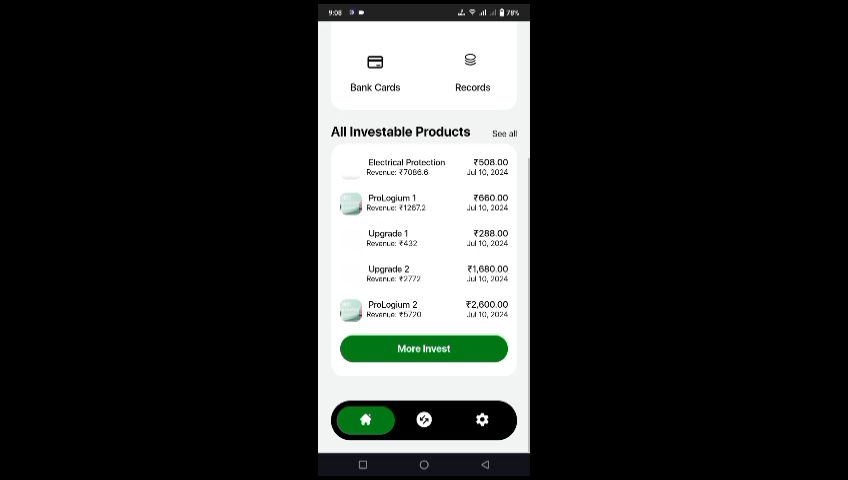 9:08 78%
Bank Cards Records
All Investable Products See all
Electrical Protection ₹508.00
Revenue: ₹7066.6 Jul 10, 2024
ProLogium 1 ₹660.00
Revenue: ₹1267.2 Jul 10, 2024
Upgrade 1 ₹288.00
Revenue: ₹432 Jul 10, 2024
Upgrade 2 ₹1,680.00
Revenue: ₹2772 Jul 10, 2024
ProLogium 2 ₹2,600.00
Revenue: ₹5720 Jul 10, 2024
More Invest